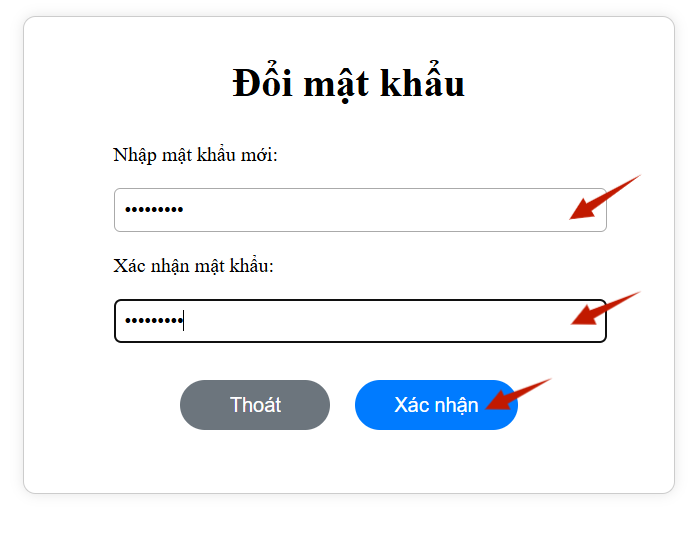 Đổi mật khẩu
Nhập mật khẩu mới:
•••••••••
Xác nhận mật khẩu:
•••••••••
Thoát
Xác nhận